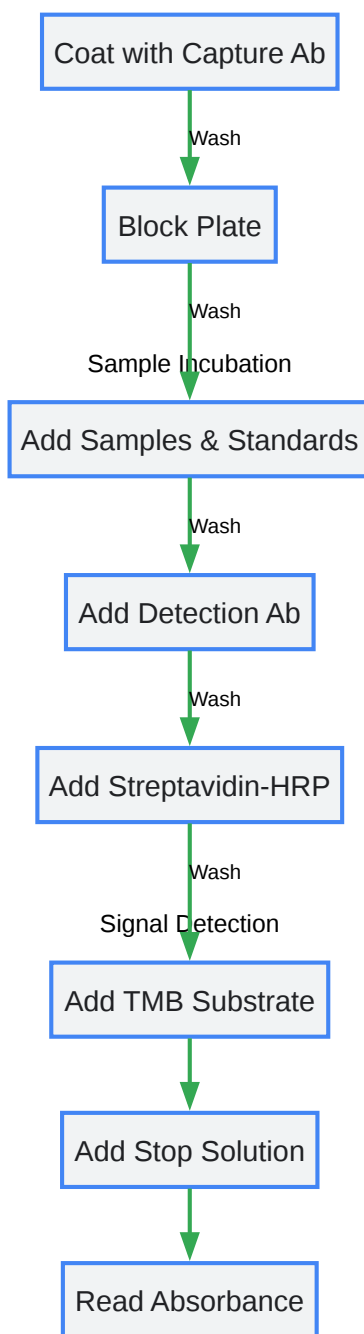 Coat with Capture Ab
Wash
Block Plate
Wash
Sample Incubation
Add Samples & Standards
Wash
Add Detection Ab
Wash
Add Streptavidin-HRP
Wash
Signal Detection
Add TMB Substrate
Add Stop Solution
Read Absorbance